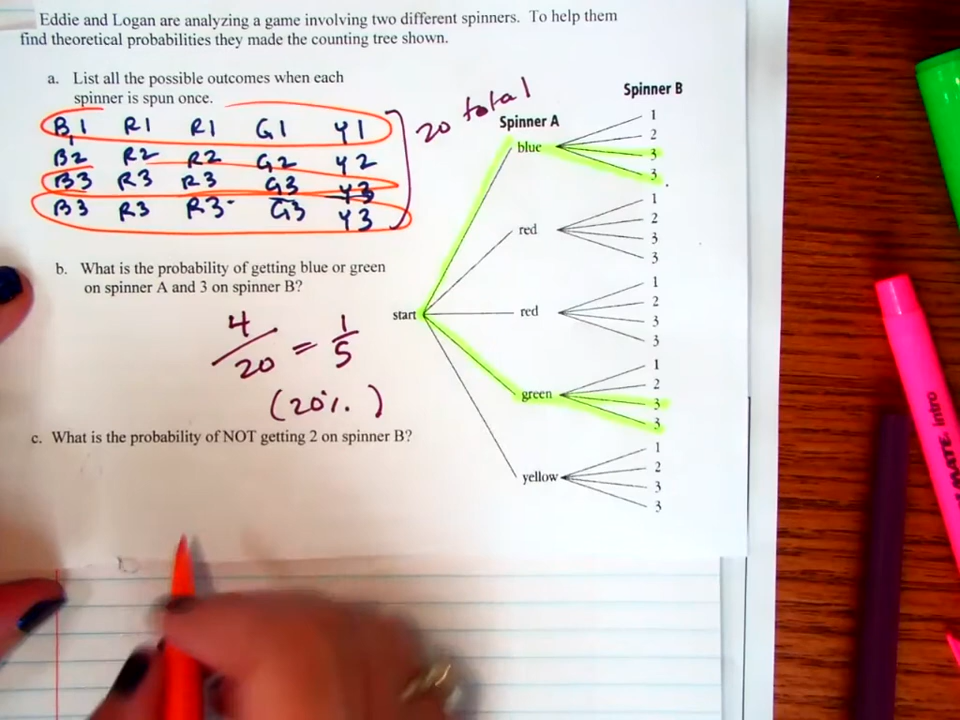 Eddie and Logan are analyzing a game involving two different spinners. To help them
find theoretical probabilities they made the counting tree shown.
a. List all the possible outcomes when each
spinner is spun once.
B1 R1 R1 G1 Y1
B2 R2 R2 G2 Y2
B3 R3 R3 G3 Y3
B3 R3 R3 G3 Y3
20 total
b. What is the probability of getting blue or green
on spinner A and 3 on spinner B?
4/20 = 1/5
(20%)
c. What is the probability of NOT getting 2 on spinner B?
Spinner A
Spinner B
start
blue
1
2
3
3
red
1
2
3
3
red
1
2
3
3
green
1
2
3
3
yellow
1
2
3
3
intro